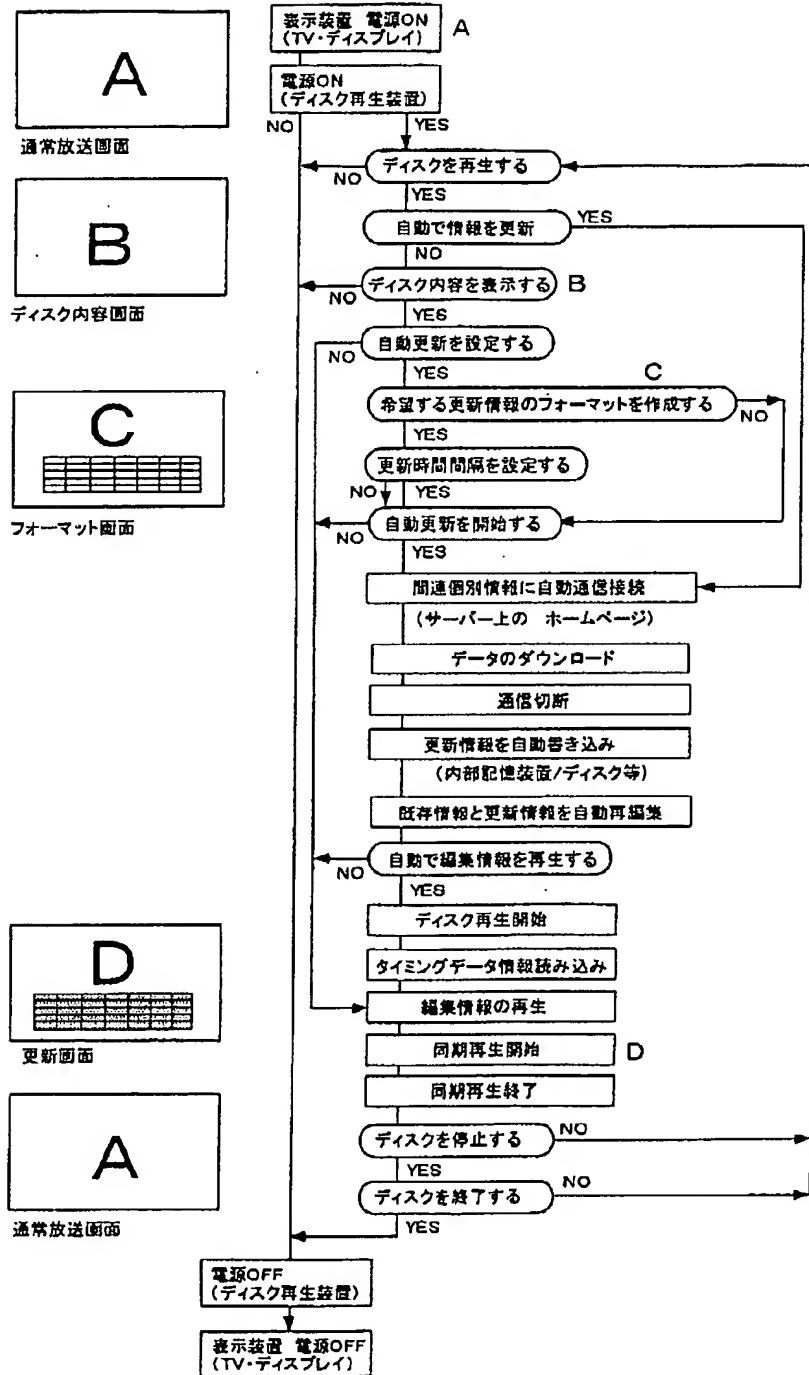 表示装置 電源ON
(TV・ディスプレイ)
A
電源ON
(ディスク再生装置)
NO
YES
A
通常放送画面
ディスクを再生する
NO
YES
自動で情報を更新
YES
NO
B
ディスク内容画面
ディスク内容を表示する
B
NO
YES
自動更新を設定する
NO
YES
C
希望する更新情報のフォーマットを作成する
NO
YES
C
フォーマット画面
更新時間間隔を設定する
NO
YES
自動更新を開始する
NO
YES
関連個別情報に自動通信接続
(サーバー上の ホームページ)
データのダウンロード
通信切断
更新情報を自動書き込み
(内部記憶装置/ディスク等)
既存情報と更新情報を自動再編集
自動で編集情報を再生する
NO
YES
ディスク再生開始
タイミングデータ情報読み込み
編集情報の再生
D
更新画面
同期再生開始
D
同期再生終了
ディスクを停止する
NO
YES
ディスクを終了する
NO
YES
A
通常放送画面
電源OFF
(ディスク再生装置)
表示装置 電源OFF
(TV・ディスプレイ)